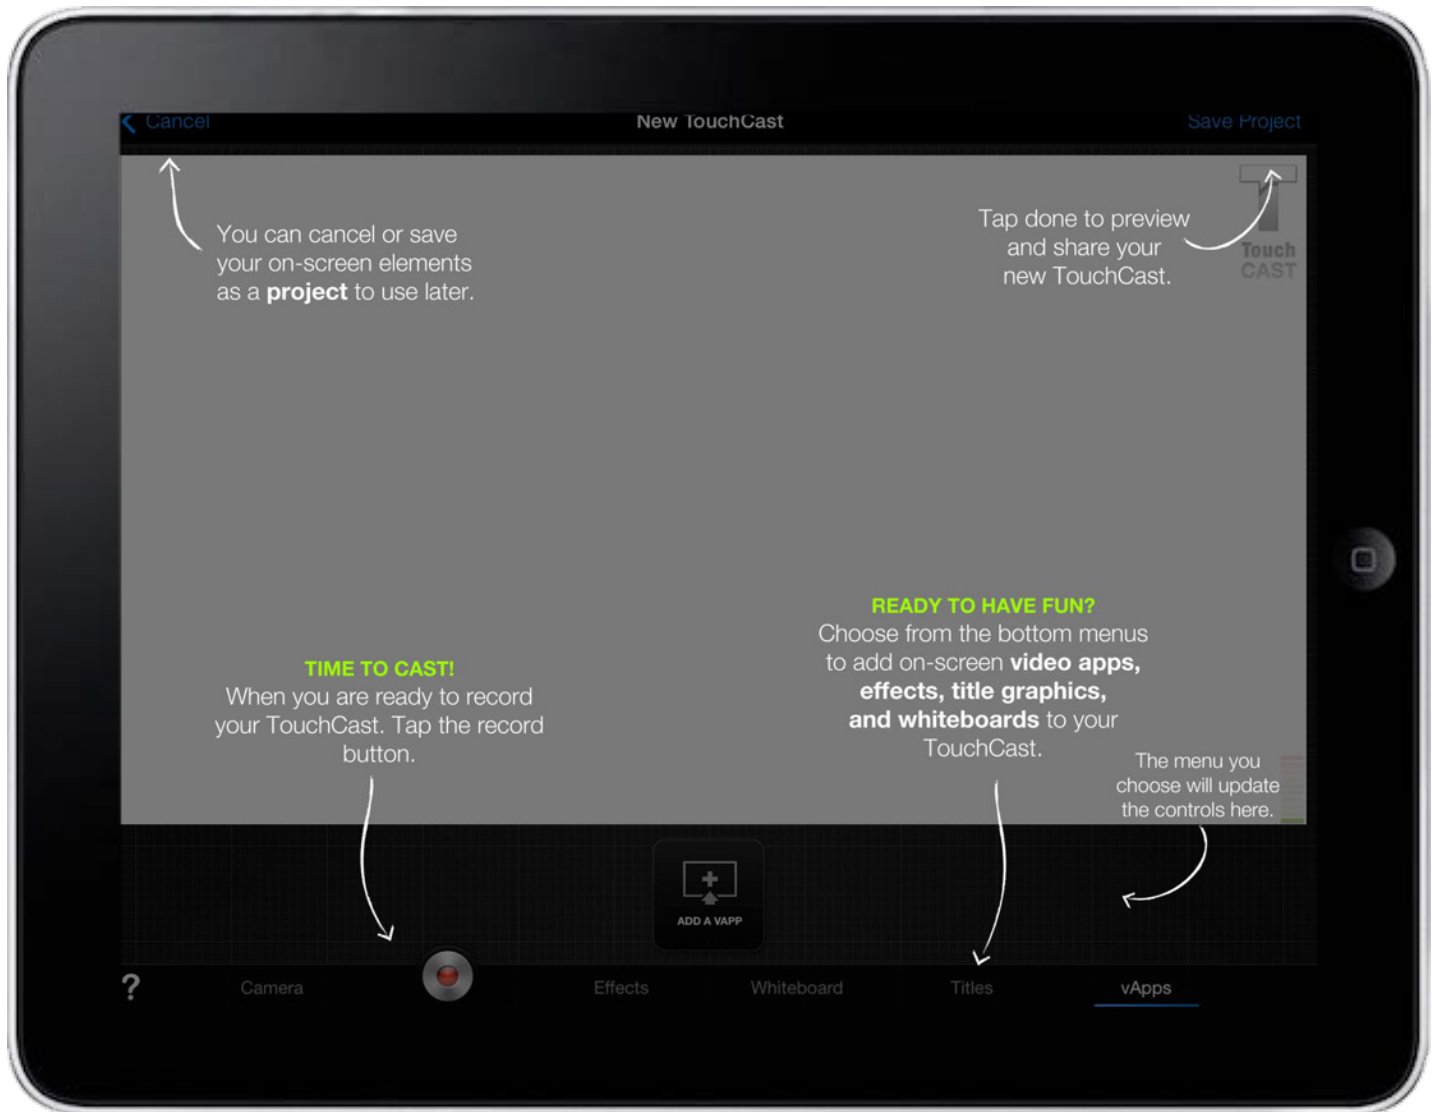 Cancel
New TouchCast
Save Project
You can cancel or save
your on-screen elements
as a project to use later.
Tap done to preview
and share your
new TouchCast.
Touch
CAST
TIME TO CAST!
When you are ready to record
your TouchCast. Tap the record
button.
READY TO HAVE FUN?
Choose from the bottom menus
to add on-screen video apps,
effects, title graphics,
and whiteboards to your
TouchCast.
The menu you
choose will update
the controls here.
ADD A VAPP
?
Camera
Effects
Whiteboard
Titles
vApps